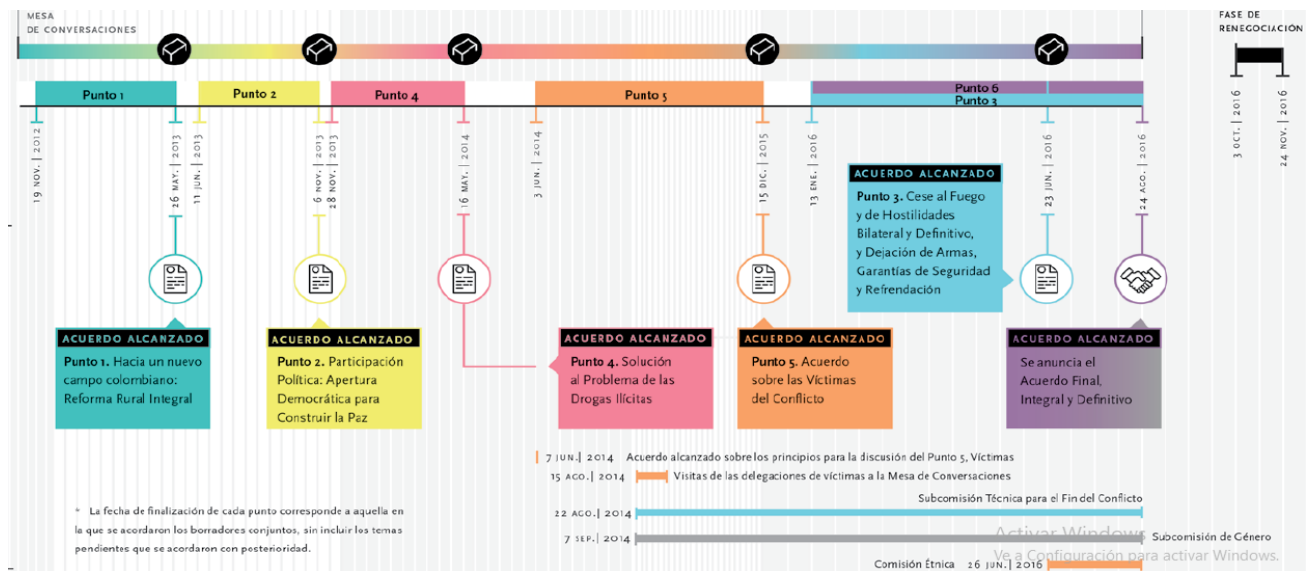 MESA
DE CONVERSACIONES
FASE DE
RENEGOCIACIÓN
Punto 1
Punto 2
Punto 4
Punto 5
Punto 6
Punto 3
19 NOV. | 2012
26 MAY. | 2013
11 JUN. | 2013
6 NOV. | 2013
28 NOV. | 2013
16 MAY. | 2014
3 JUN. | 2014
15 DIC. | 2015
13 ENE. | 2016
23 JUN. | 2016
24 AGO. | 2016
3 OCT. | 2016
24 NOV. | 2016
ACUERDO ALCANZADO
Punto 3. Cese al Fuego
y de Hostilidades
Bilateral y Definitivo,
y Dejación de Armas,
Garantías de Seguridad
y Refrendación
ACUERDO ALCANZADO
Punto 1. Hacia un nuevo
campo colombiano:
Reforma Rural Integral
ACUERDO ALCANZADO
Punto 2. Participación
Política: Apertura
Democrática para
Construir la Paz
ACUERDO ALCANZADO
Punto 4. Solución
al Problema de las
Drogas Ilícitas
ACUERDO ALCANZADO
Punto 5. Acuerdo
sobre las Víctimas
del Conflicto
ACUERDO ALCANZADO
Se anuncia el
Acuerdo Final,
Integral y Definitivo
7 JUN.| 2014 Acuerdo alcanzado sobre los principios para la discusión del Punto 5, Víctimas
15 AGO.| 2014 Visitas de las delegaciones de víctimas a la Mesa de Conversaciones
Subcomisión Técnica para el Fin del Conflicto
22 AGO.| 2014
7 SEP.| 2014 Subcomisión de Género
Comisión Étnica 26 JUN.| 2016
* La fecha de finalización de cada punto corresponde a aquella en
la que se acordaron los borradores conjuntos, sin incluir los temas
pendientes que se acordaron con posterioridad.
Activar Windows
Ve a Configuración para activar Windows.